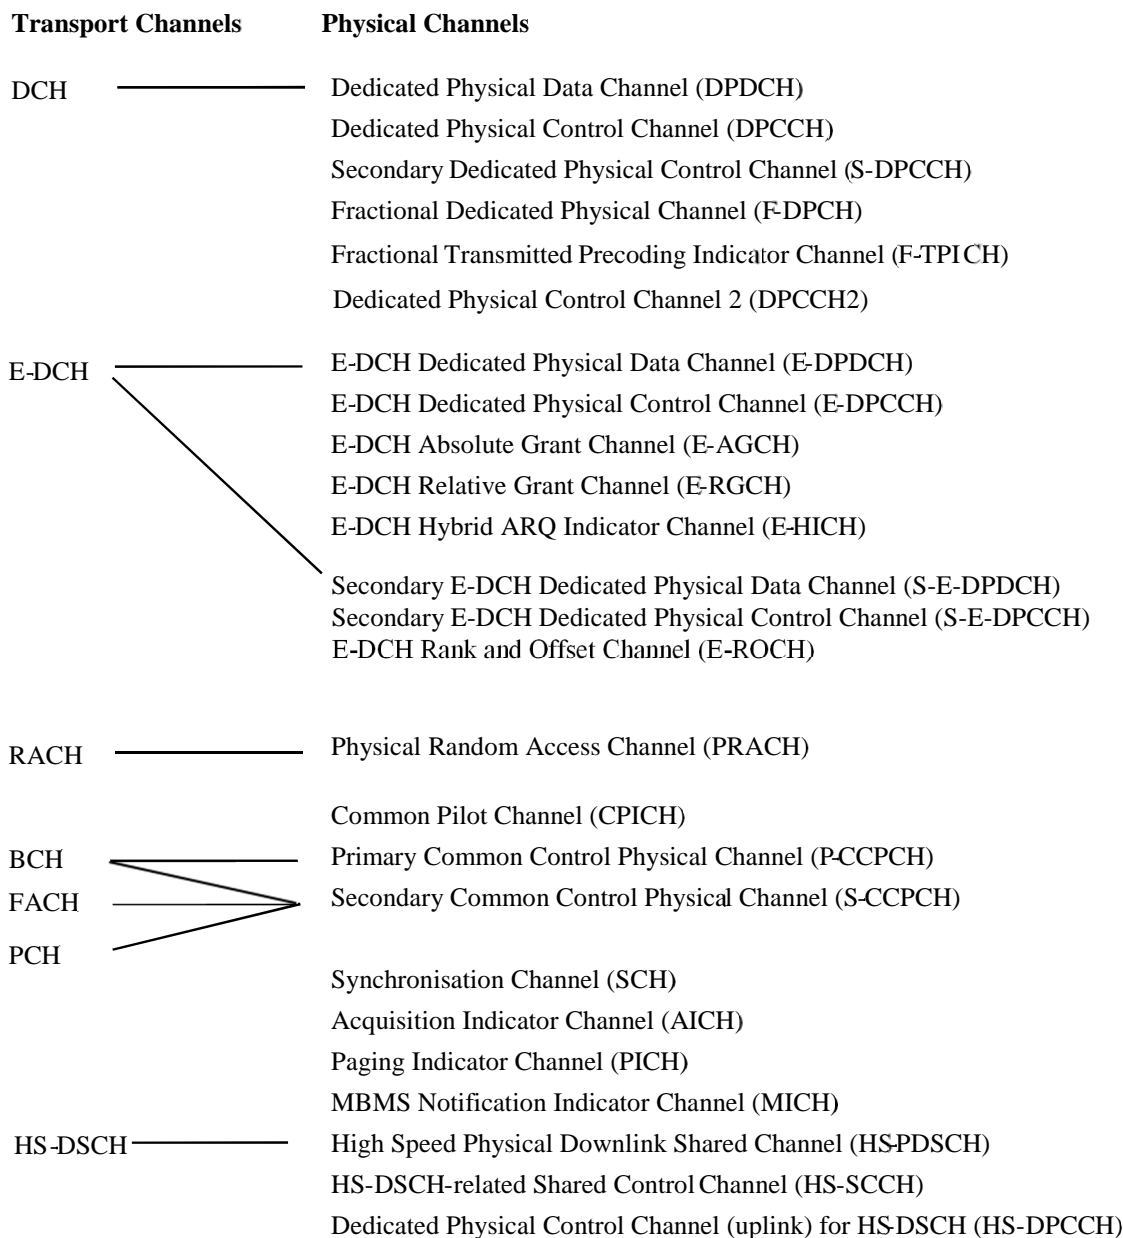 Transport Channels Physical Channels
DCH Dedicated Physical Data Channel (DPDCH)
Dedicated Physical Control Channel (DPCCH)
Secondary Dedicated Physical Control Channel (S-DPCCH)
Fractional Dedicated Physical Channel (F-DPCH)
Fractional Transmitted Precoding Indicator Channel (F-TPICH)
Dedicated Physical Control Channel 2 (DPCCH2)
E-DCH E-DCH Dedicated Physical Data Channel (E-DPDCH)
E-DCH Dedicated Physical Control Channel (E-DPCCH)
E-DCH Absolute Grant Channel (E-AGCH)
E-DCH Relative Grant Channel (E-RGCH)
E-DCH Hybrid ARQ Indicator Channel (E-HICH)
Secondary E-DCH Dedicated Physical Data Channel (S-E-DPDCH)
Secondary E-DCH Dedicated Physical Control Channel (S-E-DPCCH)
E-DCH Rank and Offset Channel (E-ROCH)
RACH Physical Random Access Channel (PRACH)
Common Pilot Channel (CPICH)
BCH Primary Common Control Physical Channel (P-CCPCH)
FACH Secondary Common Control Physical Channel (S-CCPCH)
PCH
Synchronisation Channel (SCH)
Acquisition Indicator Channel (AICH)
Paging Indicator Channel (PICH)
MBMS Notification Indicator Channel (MICH)
HS-DSCH High Speed Physical Downlink Shared Channel (HS-PDSCH)
HS-DSCH-related Shared Control Channel (HS-SCCH)
Dedicated Physical Control Channel (uplink) for HS-DSCH (HS-DPCCH)